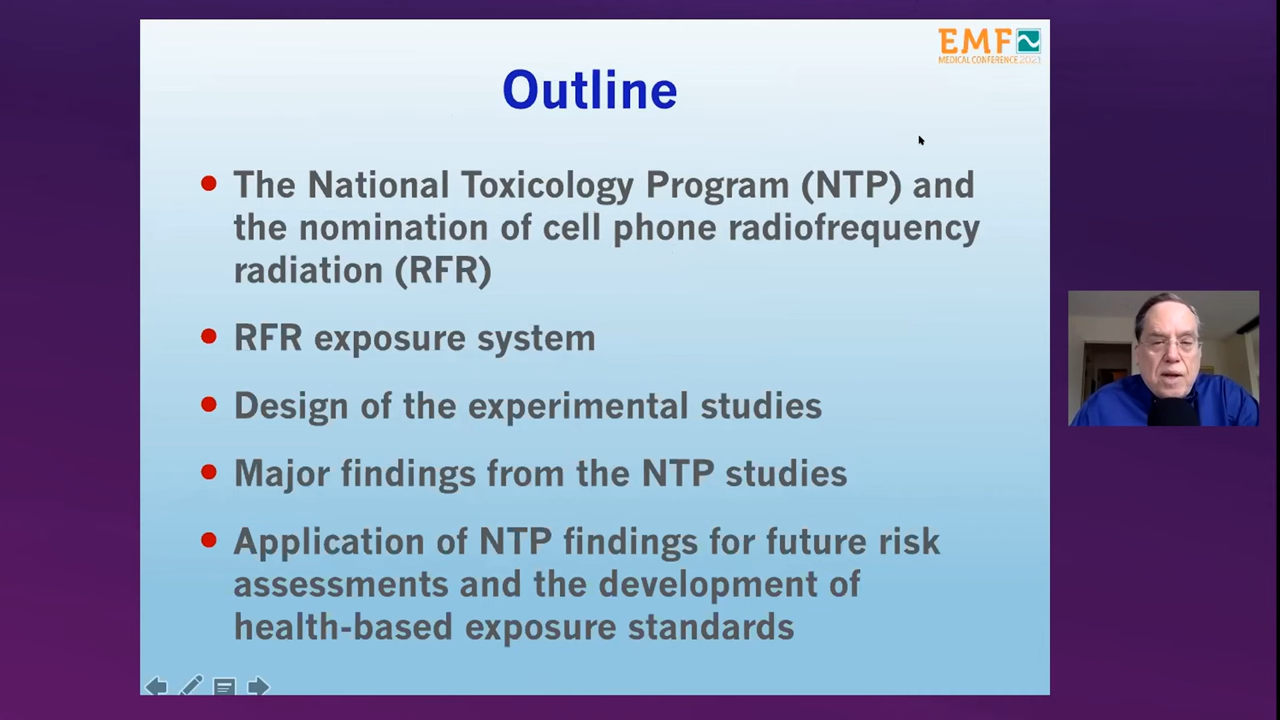 EMF
MEDICAL CONFERENCE 2021
Outline
• The National Toxicology Program (NTP) and
the nomination of cell phone radiofrequency
radiation (RFR)
• RFR exposure system
• Design of the experimental studies
• Major findings from the NTP studies
• Application of NTP findings for future risk
assessments and the development of
health-based exposure standards